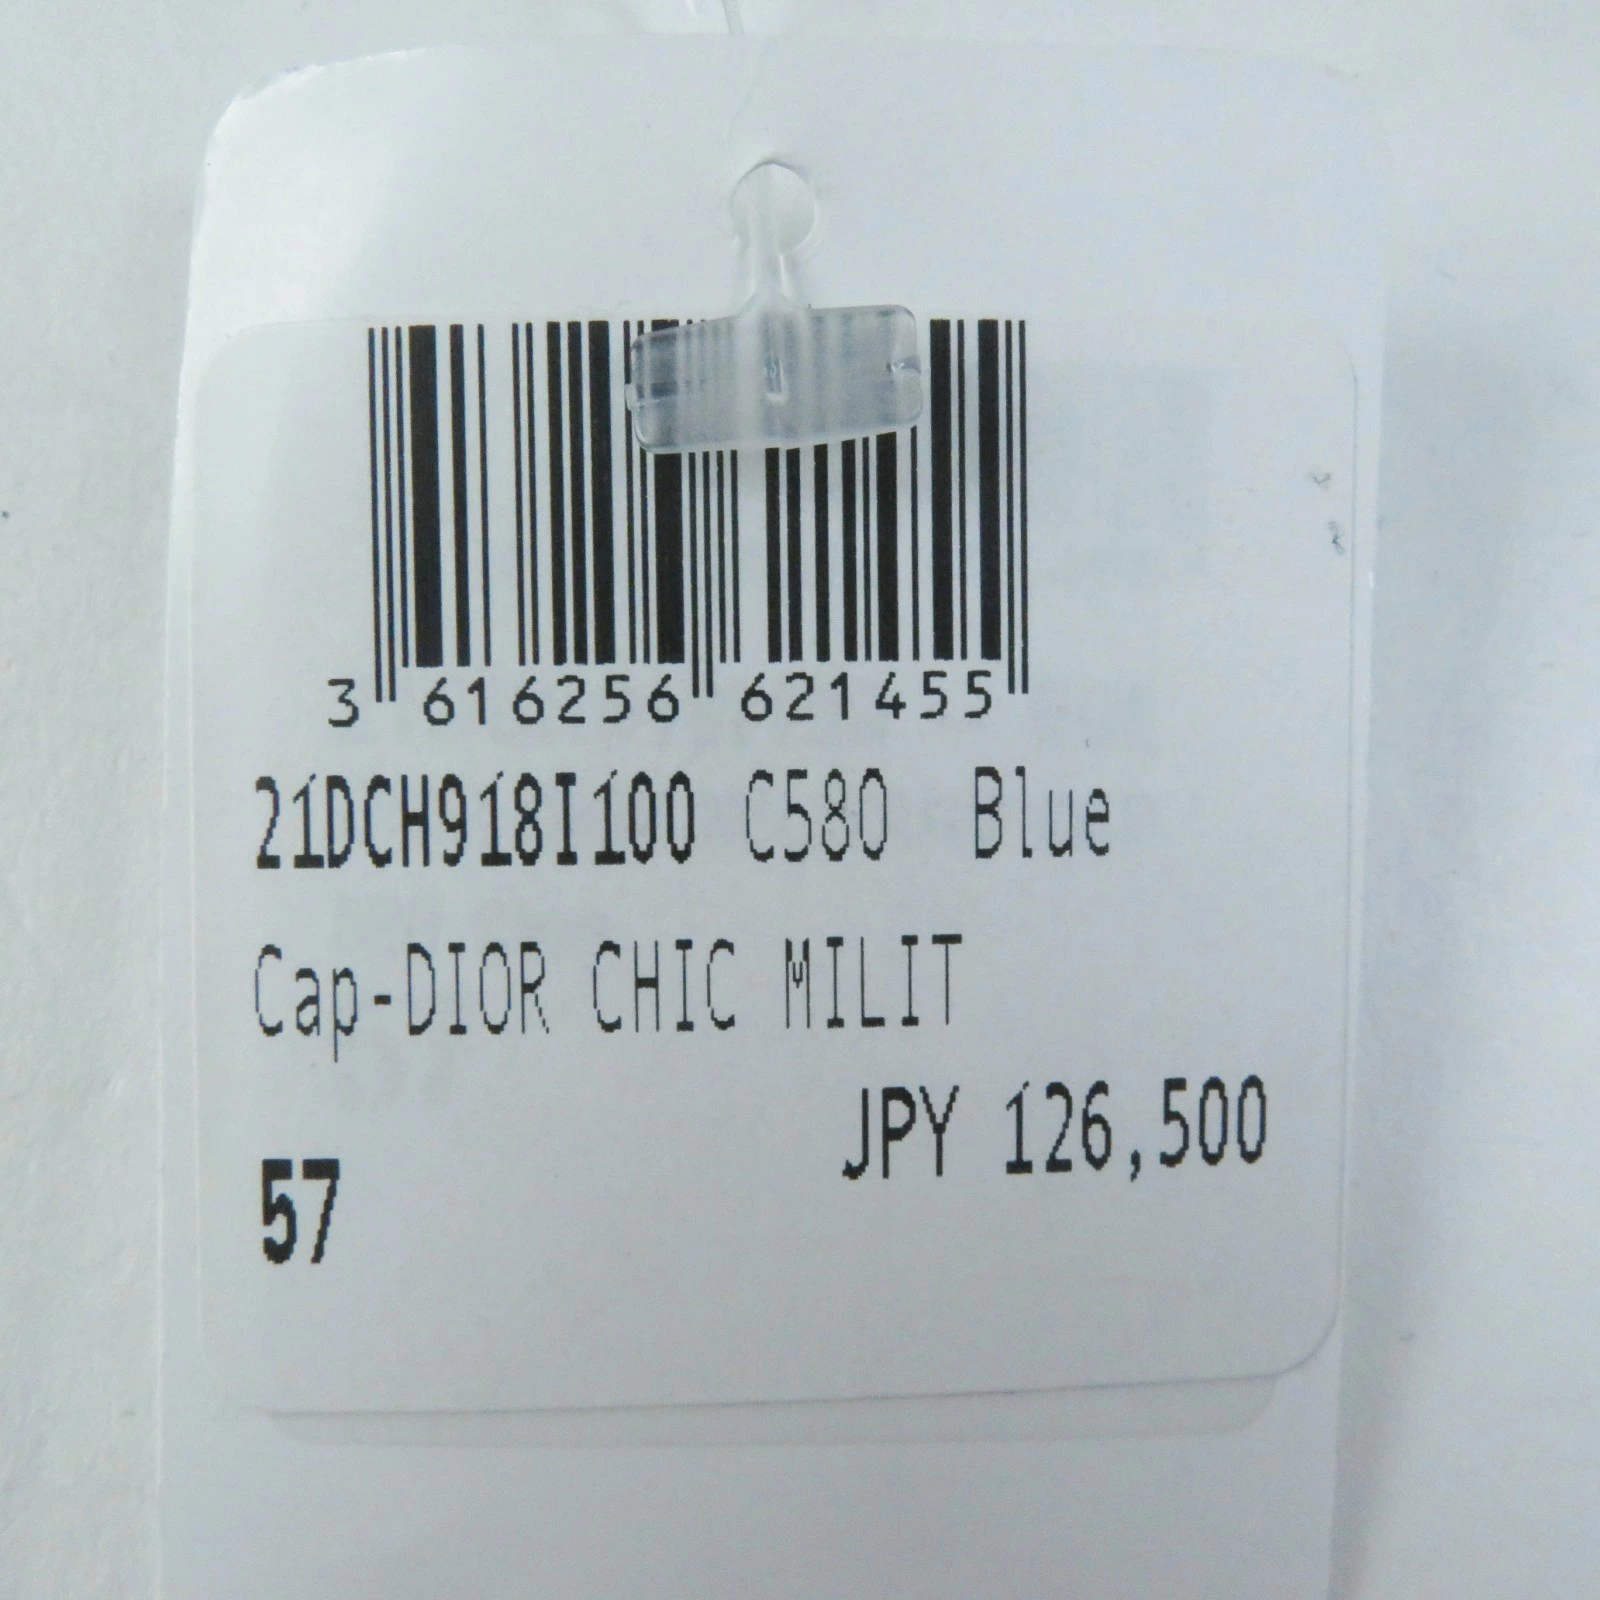 3 616256 621455
21DCH918I100 C580 Blue
Cap-DIOR CHIC MILIT
JPY 126,500
57